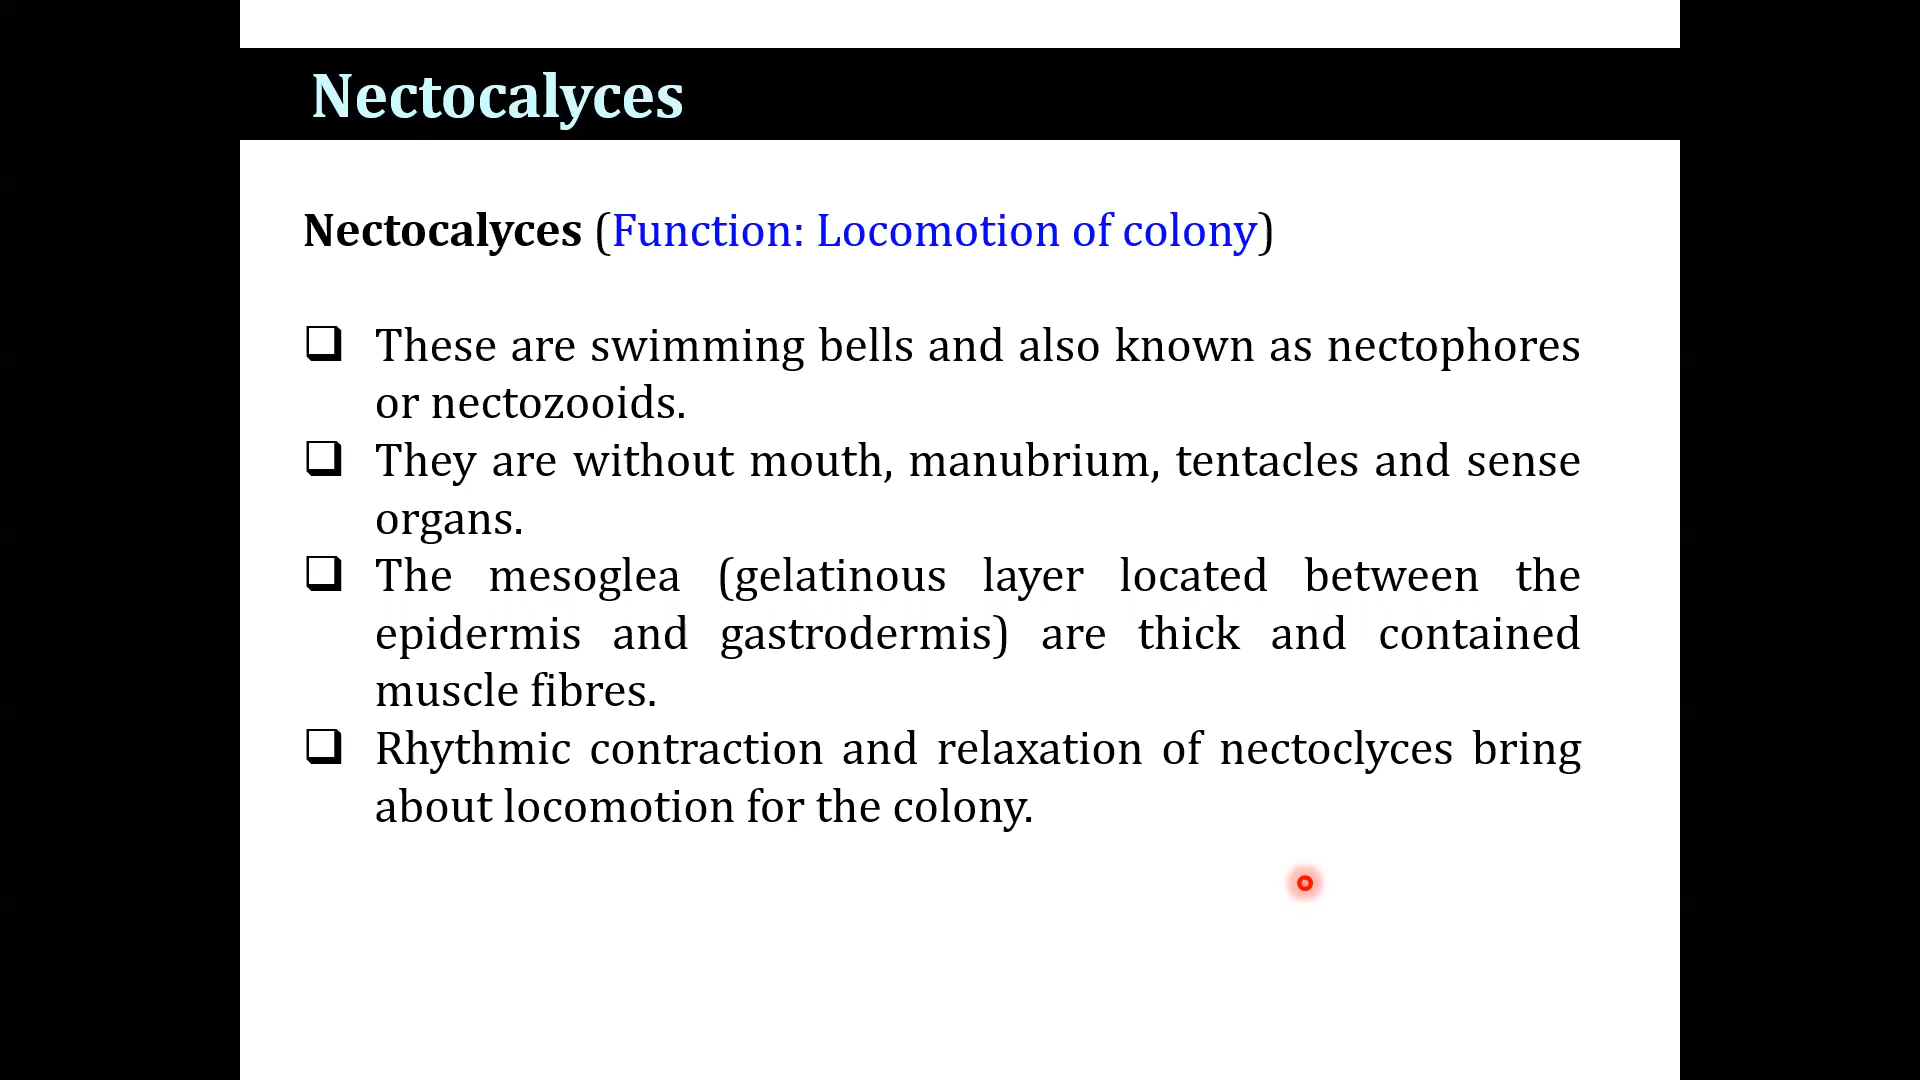 Nectocalyces
Nectocalyces (Function: Locomotion of colony)
❑ These are swimming bells and also known as nectophores
or nectozooids.
❑ They are without mouth, manubrium, tentacles and sense
organs.
❑ The mesoglea (gelatinous layer located between the
epidermis and gastrodermis) are thick and contained
muscle fibres.
❑ Rhythmic contraction and relaxation of nectoclyces bring
about locomotion for the colony.